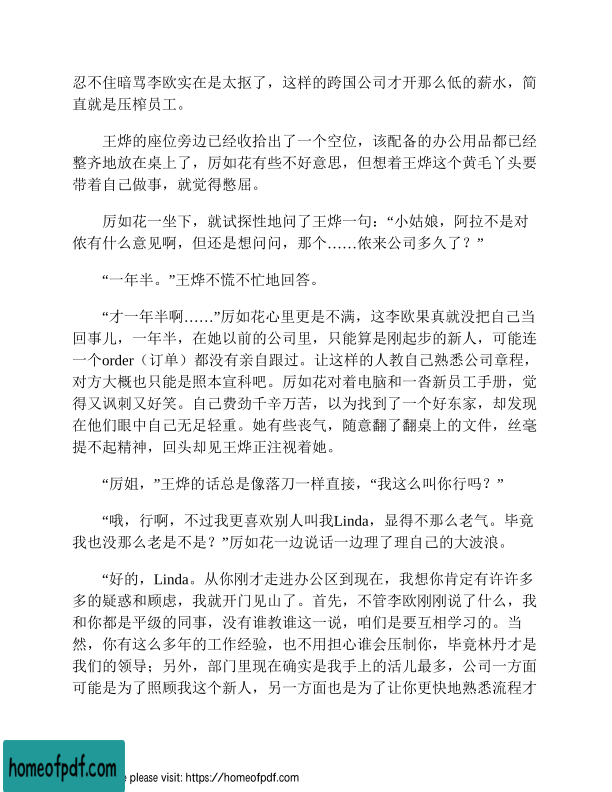 忍不住暗骂李欧实在是太抠了，这样的跨国公司才开那么低的薪水，简
直就是压榨员工。
王烨的座位旁边已经收拾出了一个空位，该配备的办公用品都已经
整齐地放在桌上了，厉如花有些不好意思，但想着王烨这个黄毛丫头要
带着自己做事，就觉得憋屈。
厉如花一坐下，就试探性地问了王烨一句：“小姑娘，阿拉不是对
侬有什么意见啊，但还是想问问，那个……侬来公司多久了？”
“一年半。”王烨不慌不忙地回答。
“才一年半啊……”厉如花心里更是不满，这李欧果真就没把自己当
回事儿，一年半，在她以前的公司里，只能算是刚起步的新人，可能连
一个order（订单）都没有亲自跟过。让这样的人教自己熟悉公司章程，
对方大概也只能是照本宣科吧。厉如花对着电脑和一沓新员工手册，觉
得又讽刺又好笑。自己费劲千辛万苦，以为找到了一个好东家，却发现
在他们眼中自己无足轻重。她有些丧气，随意翻了翻桌上的文件，丝毫
提不起精神，回头却见王烨正注视着她。
“厉姐，”王烨的话总是像落刀一样直接，“我这么叫你行吗？”
“哦，行啊，不过我更喜欢别人叫我Linda，显得不那么老气。毕竟
我也没那么老是不是？”厉如花一边说话一边理了理自己的大波浪。
“好的，Linda。从你刚才走进办公区到现在，我想你肯定有许许多
多的疑惑和顾虑，我就开门见山了。首先，不管李欧刚刚说了什么，我
和你都是平级的同事，没有谁教谁这一说，咱们是要互相学习的。当
然，你有这么多年的工作经验，也不用担心谁会压制你，毕竟林丹才是
我们的领导；另外，部门里现在确实是我手上的活儿最多，公司一方面
可能是为了照顾我这个新人，另一方面也是为了让你更快地熟悉流程才
homeofpdf.com
e please visit: https://homeofpdf.com